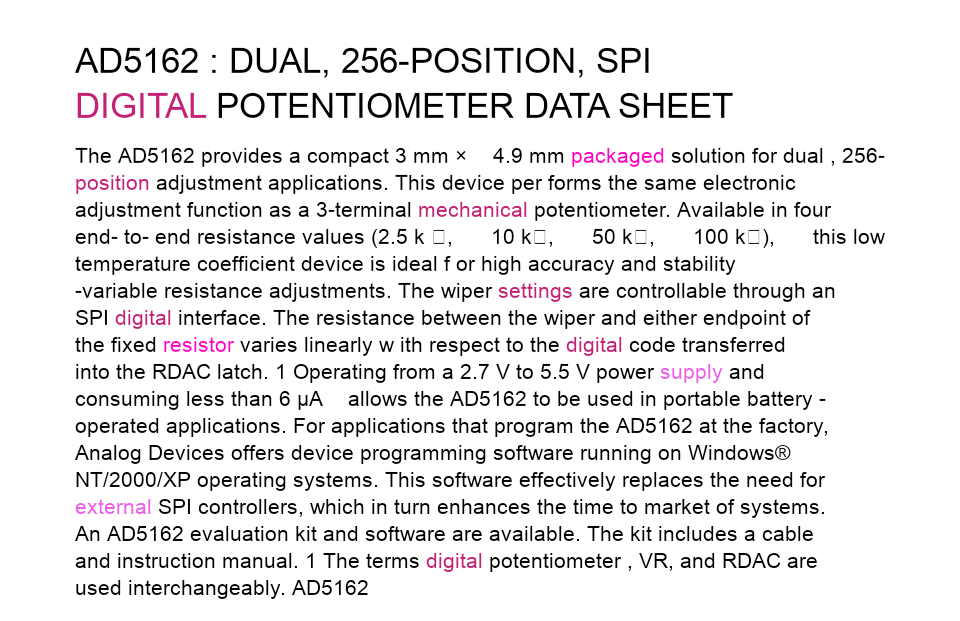 AD5162 : DUAL, 256-POSITION, SPI
DIGITAL POTENTIOMETER DATA SHEET
The AD5162 provides a compact 3 mm × 4.9 mm packaged solution for dual , 256-
position adjustment applications. This device per forms the same electronic
adjustment function as a 3-terminal mechanical potentiometer. Available in four
end- to- end resistance values (2.5 k □, 10 k□, 50 k□, 100 k□), this low
temperature coefficient device is ideal f or high accuracy and stability
-variable resistance adjustments. The wiper settings are controllable through an
SPI digital interface. The resistance between the wiper and either endpoint of
the fixed resistor varies linearly w ith respect to the digital code transferred
into the RDAC latch. 1 Operating from a 2.7 V to 5.5 V power supply and
consuming less than 6 µA allows the AD5162 to be used in portable battery -
operated applications. For applications that program the AD5162 at the factory,
Analog Devices offers device programming software running on Windows®
NT/2000/XP operating systems. This software effectively replaces the need for
external SPI controllers, which in turn enhances the time to market of systems.
An AD5162 evaluation kit and software are available. The kit includes a cable
and instruction manual. 1 The terms digital potentiometer , VR, and RDAC are
used interchangeably. AD5162